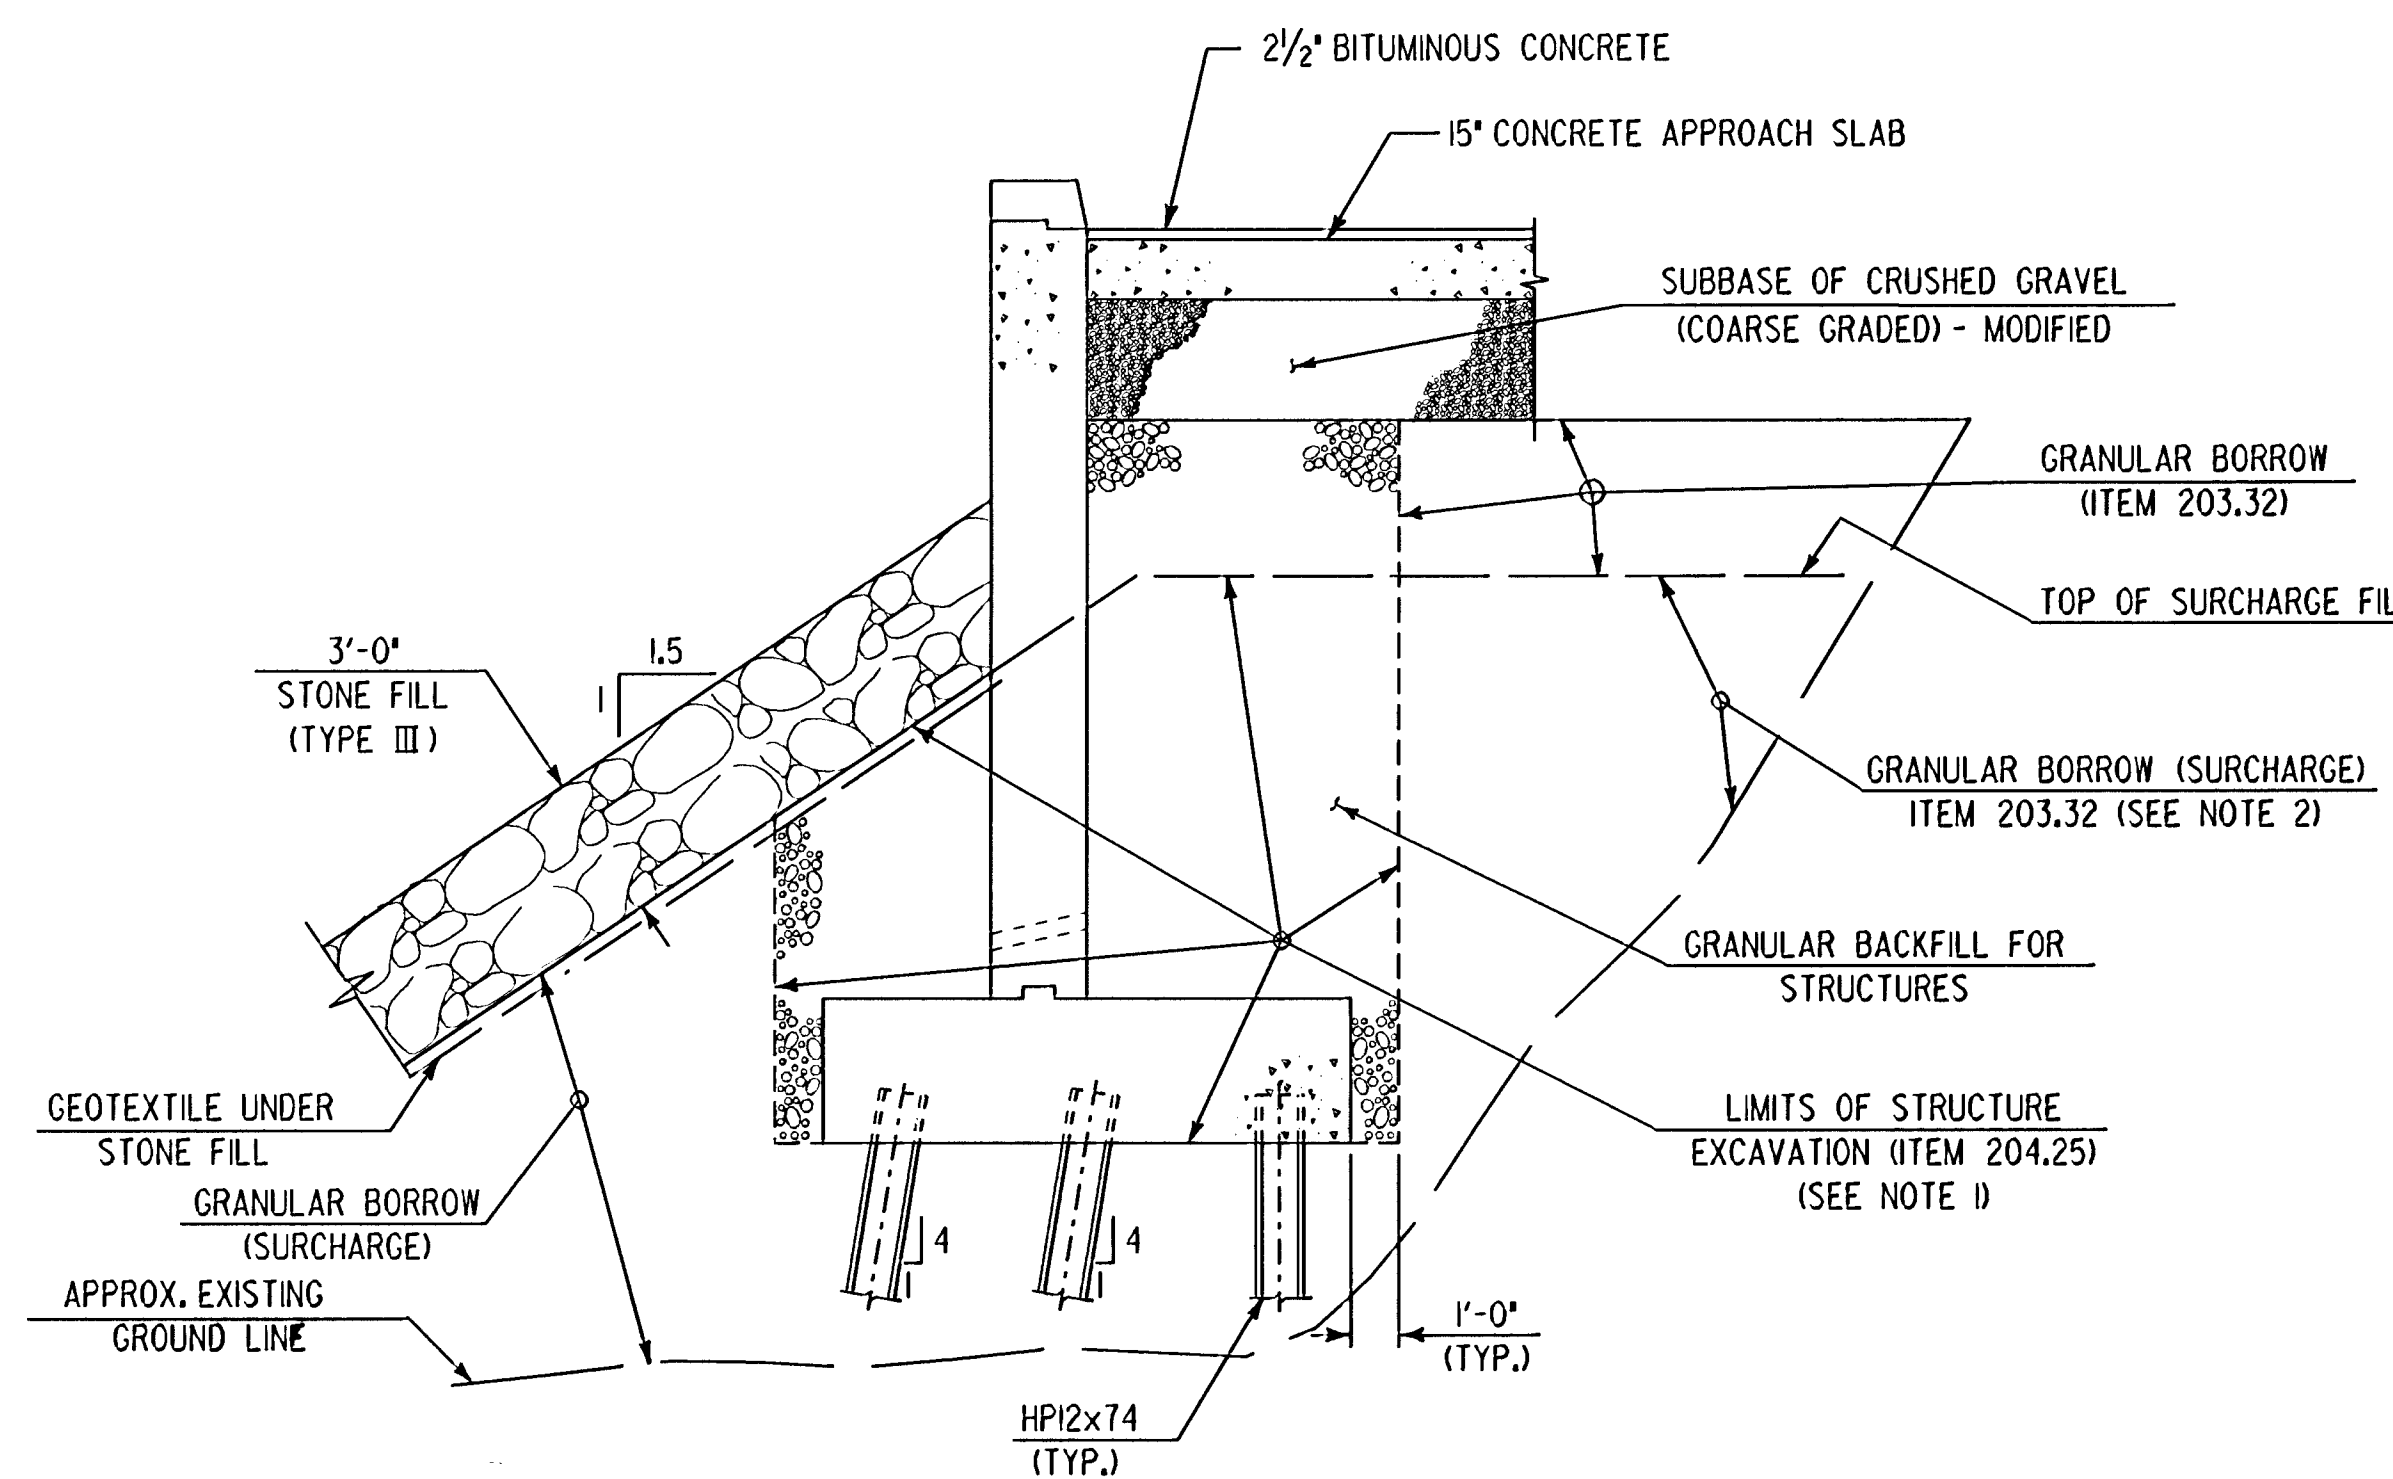 2½" BITUMINOUS CONCRETE
15" CONCRETE APPROACH SLAB
SUBBASE OF CRUSHED GRAVEL
(COARSE GRADED) - MODIFIED
GRANULAR BORROW
(ITEM 203.32)
TOP OF SURCHARGE FIL
3'-0"
STONE FILL
(TYPE III)
1.5
1
GRANULAR BORROW (SURCHARGE)
ITEM 203.32 (SEE NOTE 2)
GRANULAR BACKFILL FOR
STRUCTURES
GEOTEXTILE UNDER
STONE FILL
LIMITS OF STRUCTURE
EXCAVATION (ITEM 204.25)
(SEE NOTE 1)
GRANULAR BORROW
(SURCHARGE)
4
1
4
1
APPROX. EXISTING
GROUND LINE
1'-0"
(TYP.)
HP12x74
(TYP.)